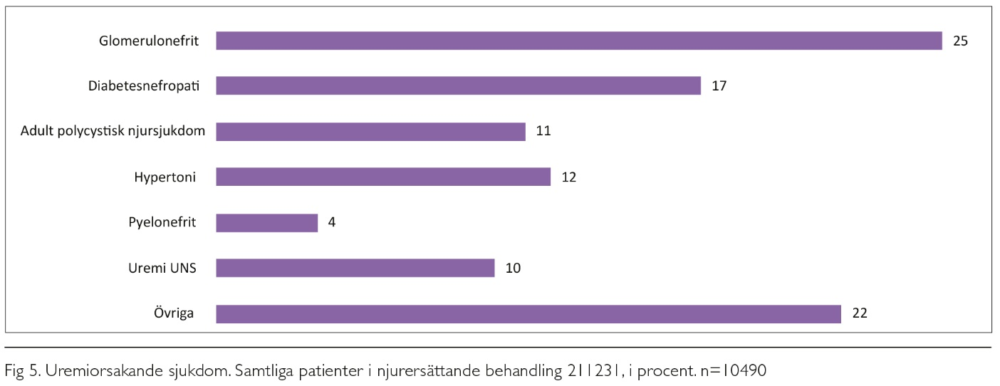 Glomerulonefrit 25
Diabetesnefropati 17
Adult polycystisk njursjukdom 11
Hypertoni 12
Pyelonefrit 4
Uremi UNS 10
Övriga 22
Fig 5. Uremiorsakande sjukdom. Samtliga patienter i njurersättande behandling 211231, i procent. n=10490